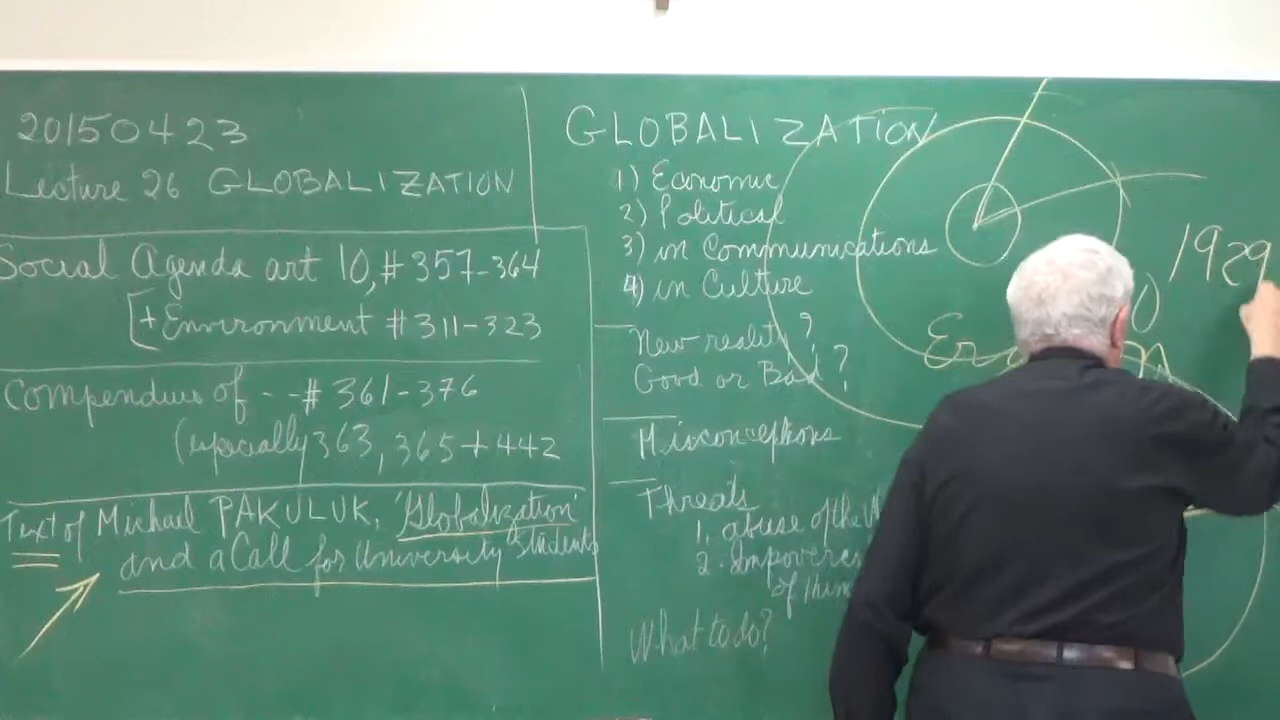 20150423
Lecture 26 GLOBALIZATION
Social Agenda art 10, # 357-364
[+Environment # 311-323
Compendium of - - # 361-376
(especially 363, 365 + 442
Text of Michael PAKULUK, 'Globalization'
and a Call for University Students
GLOBALIZATION
1) Economic
2) Political
3) in Communications
4) in Culture
New reality?
Good or Bad?
Misconceptions
Threats
1. abuse of the
2. Impoveris
of
What to do?
1929